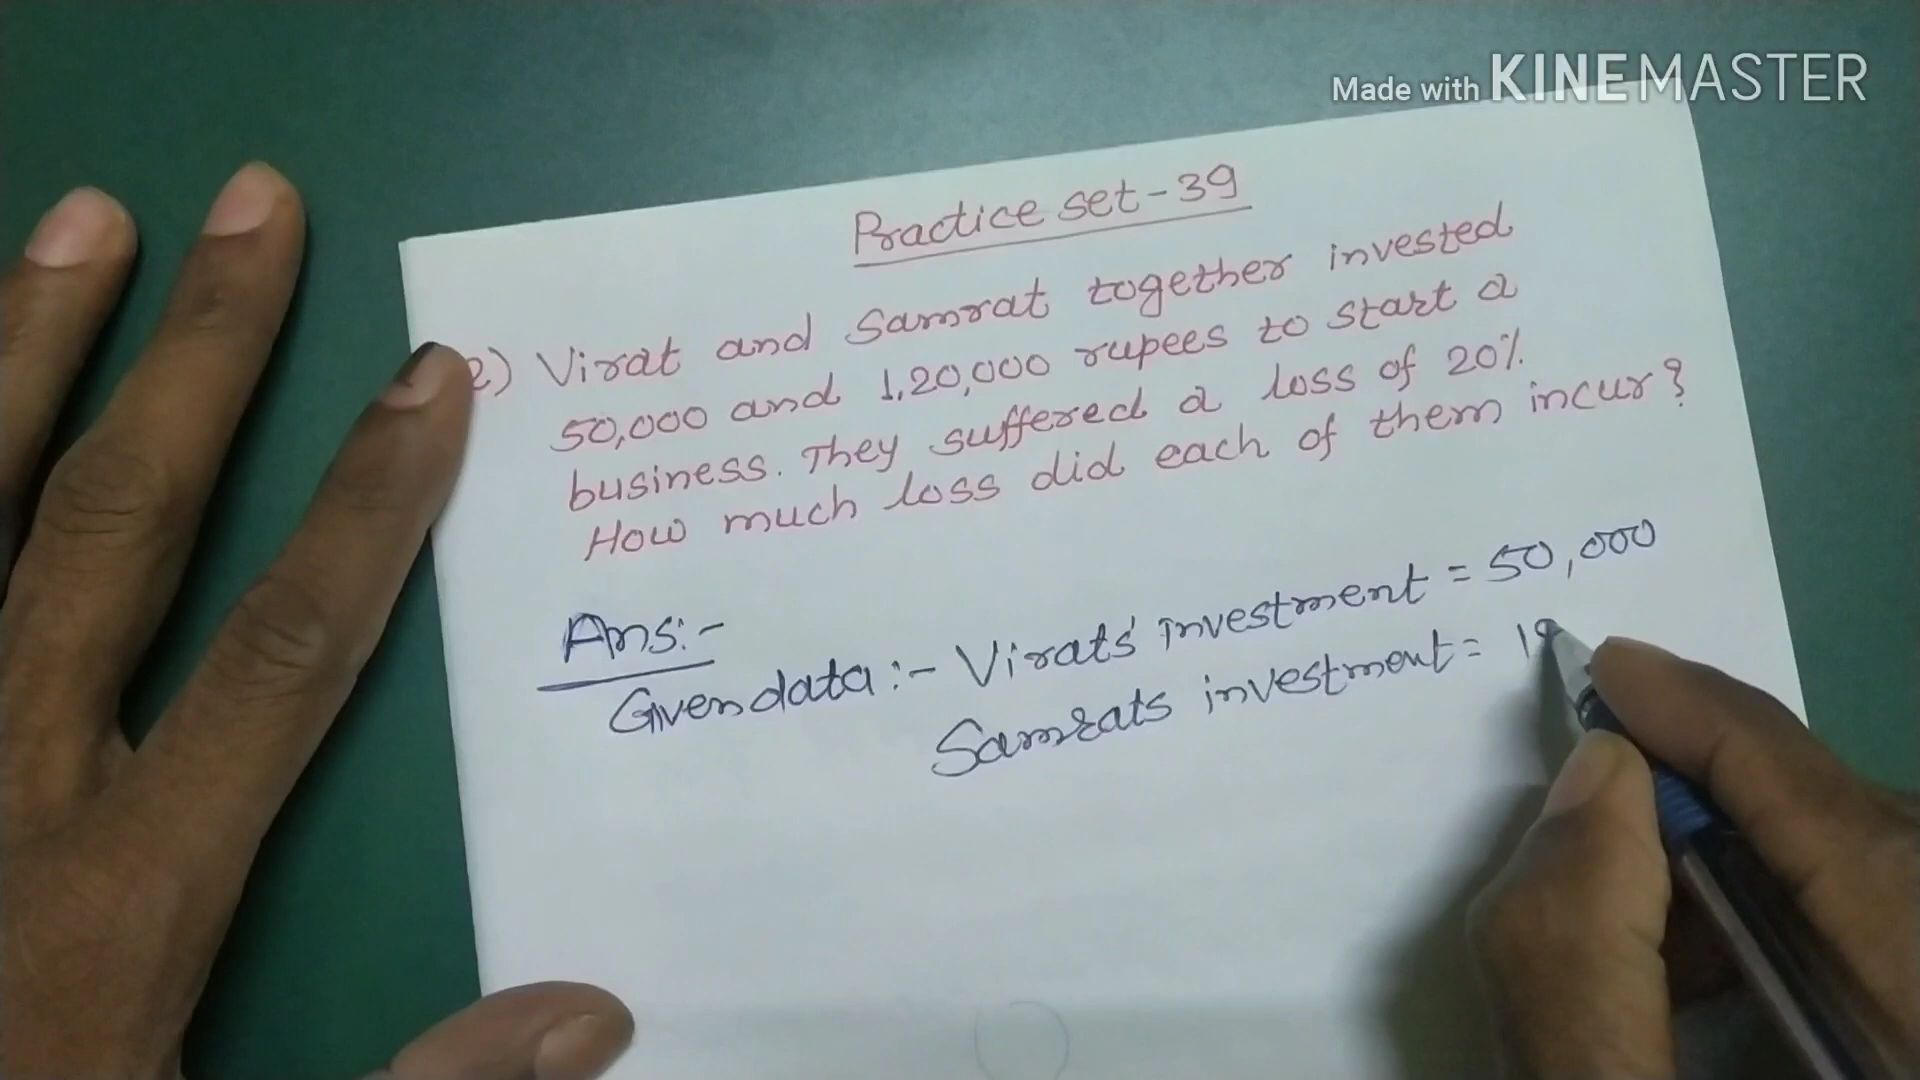 Made with KINEMASTER
Practice set-39
2) Virat and Samrat together invested
50,000 and 1,20,000 rupees to start a
business. They suffered a loss of 20%.
How much loss did each of them incur?
Ans:-
Given data :- Virats' investment = 50,000
Samrats investment = 1